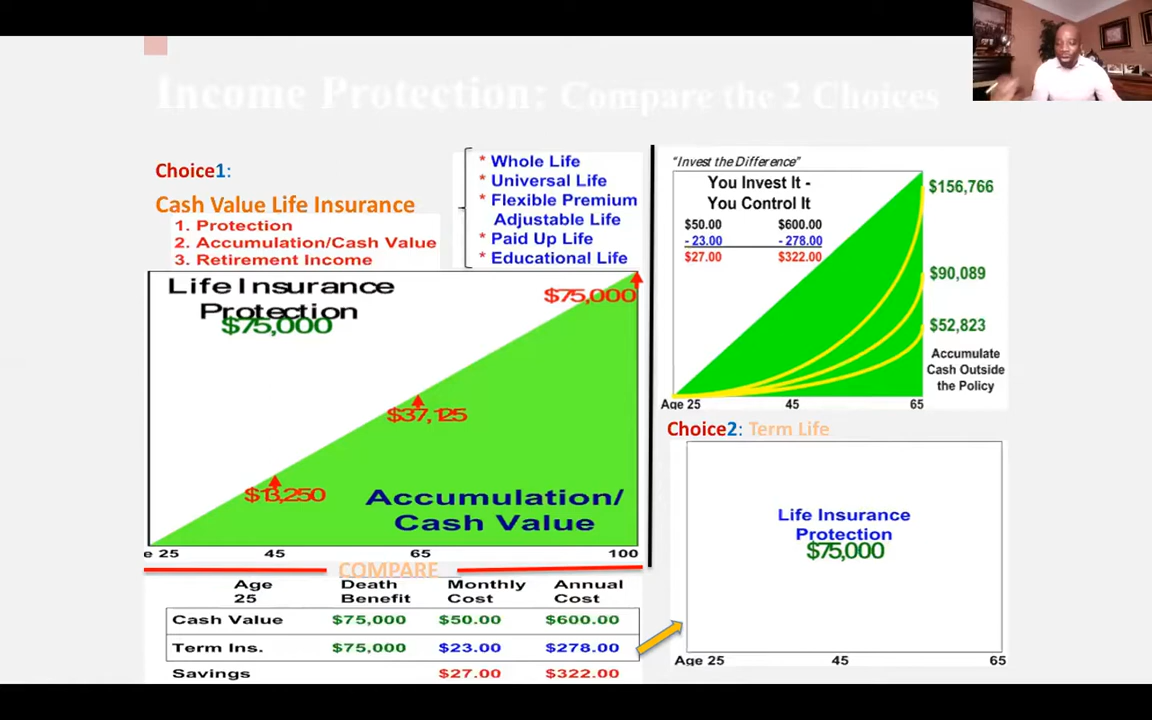 Income Protection: Compare the 2 Choices
Choice1:
Cash Value Life Insurance
1. Protection
2. Accumulation/Cash Value
3. Retirement Income
* Whole Life
* Universal Life
* Flexible Premium
Adjustable Life
* Paid Up Life
* Educational Life
Life Insurance
Protection
$75,000
$75,000
$37,125
$13,250
Accumulation/
Cash Value
e 25 45 65 100
COMPARE
Age Death Monthly Annual
25 Benefit Cost Cost
Cash Value $75,000 $50.00 $600.00
Term Ins. $75,000 $23.00 $278.00
Savings $27.00 $322.00
"Invest the Difference"
You Invest It -
You Control It
$50.00 $600.00
- 23.00 - 278.00
$27.00 $322.00
$156,766
$90,089
$52,823
Accumulate
Cash Outside
the Policy
Age 25 45 65
Choice2: Term Life
Life Insurance
Protection
$75,000
Age 25 45 65